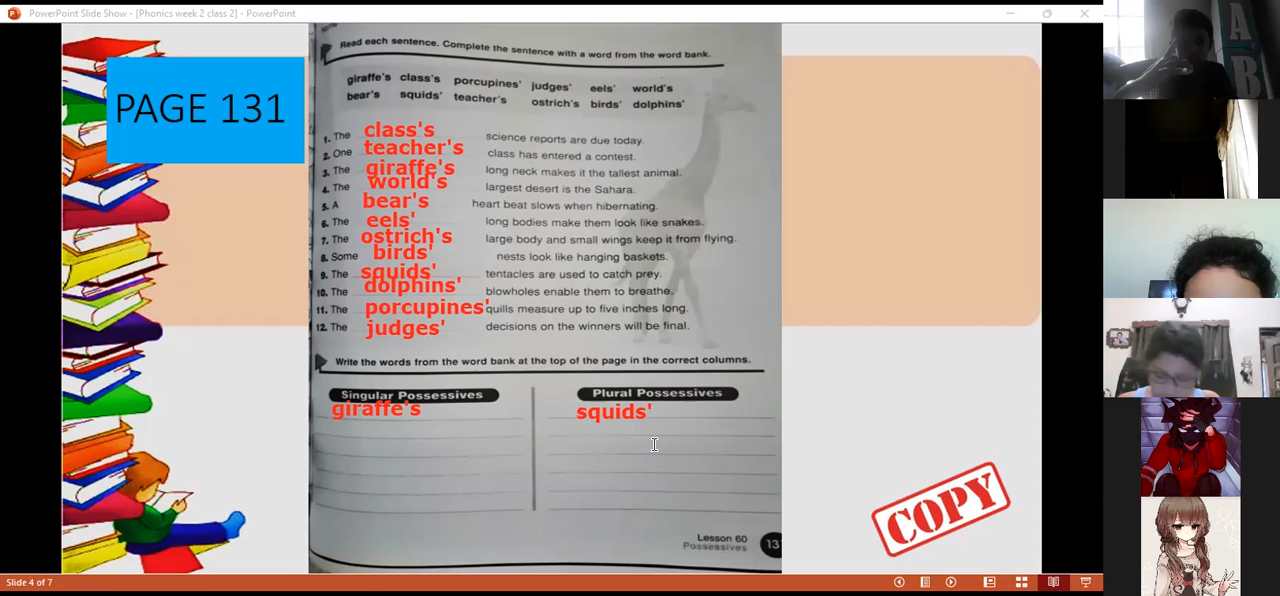 PowerPoint Slide Show - [Phonics week 2 class 2] - PowerPoint
PAGE 131
Read each sentence. Complete the sentence with a word from the word bank.
giraffe's class's porcupines' judges' eels' world's
bear's squids' teacher's ostrich's birds' dolphins'
1. The class's science reports are due today.
2. One teacher's class has entered a contest.
3. The giraffe's long neck makes it the tallest animal.
4. The world's largest desert is the Sahara.
5. A bear's heart beat slows when hibernating.
6. The eels' long bodies make them look like snakes.
7. The ostrich's large body and small wings keep it from flying.
8. Some birds' nests look like hanging baskets.
9. The squids' tentacles are used to catch prey.
10. The dolphins' blowholes enable them to breathe.
11. The porcupines' quills measure up to five inches long.
12. The judges' decisions on the winners will be final.
Write the words from the word bank at the top of the page in the correct columns.
Singular Possessives Plural Possessives
giraffe's squids'
COPY
Lesson 60
Possessives 131
Slide 4 of 7
A
B